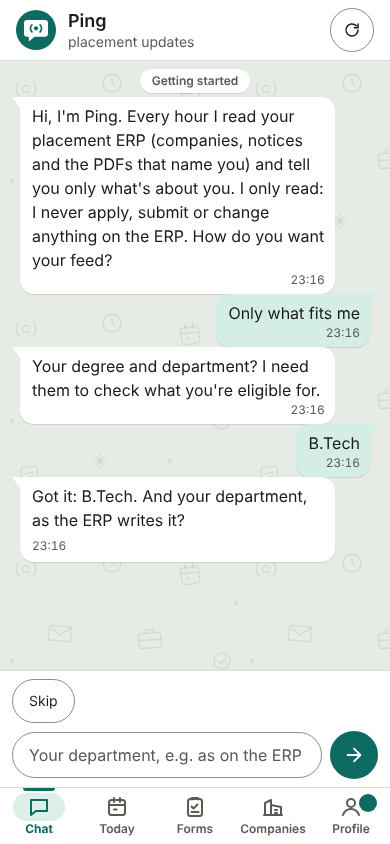 Ping
placement updates
Getting started
Hi, I'm Ping. Every hour I read your
placement ERP (companies, notices
and the PDFs that name you) and tell
you only what's about you. I only read:
I never apply, submit or change
anything on the ERP. How do you want
your feed?
23:16
Only what fits me
23:16
Your degree and department? I need
them to check what you're eligible for.
23:16
B.Tech
23:16
Got it: B.Tech. And your department,
as the ERP writes it?
23:16
Skip
Your department, e.g. as on the ERP
Chat
Today
Forms
Companies
Profile